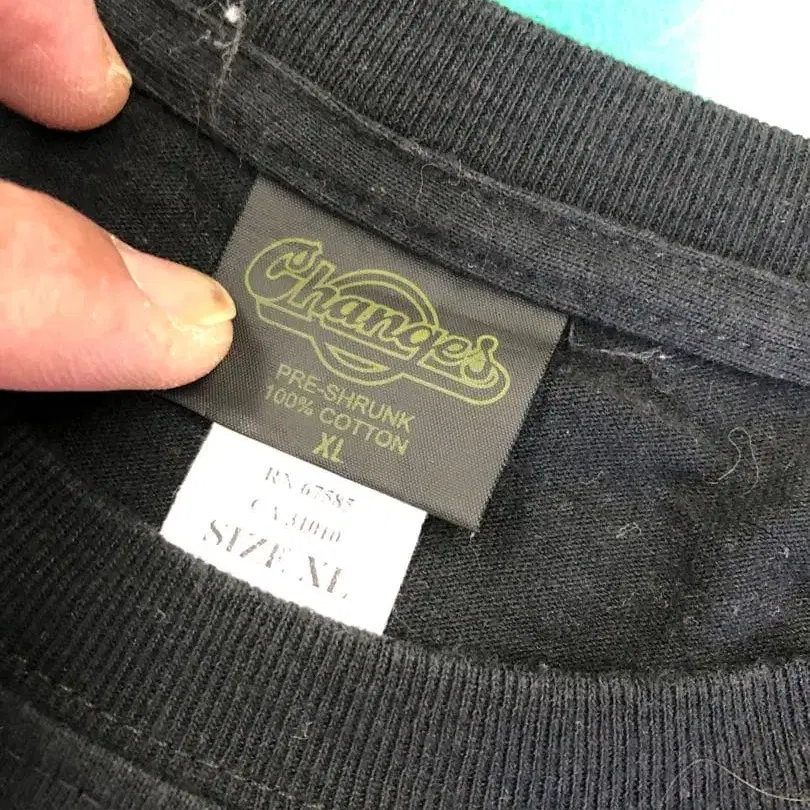 Changes
PRE-SHRUNK
100% COTTON
XL
RN 67585
CA 31010
SIZE XL